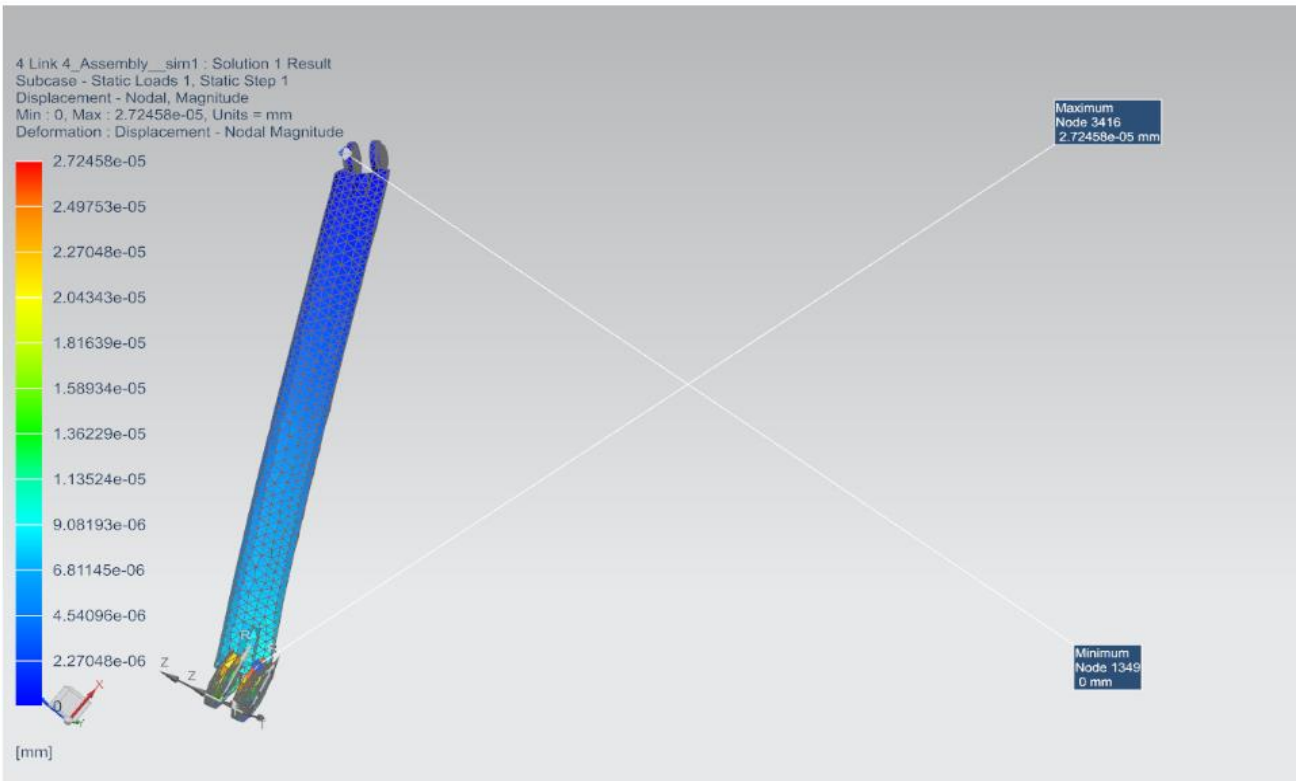 4 Link 4_Assembly__sim1 : Solution 1 Result
Subcase - Static Loads 1, Static Step 1
Displacement - Nodal, Magnitude
Min : 0, Max : 2.72458e-05, Units = mm
Deformation : Displacement - Nodal Magnitude
2.72458e-05
2.49753e-05
2.27048e-05
2.04343e-05
1.81639e-05
1.58934e-05
1.36229e-05
1.13524e-05
9.08193e-06
6.81145e-06
4.54096e-06
2.27048e-06
0
[mm]
Maximum
Node 3416
2.72458e-05 mm
Minimum
Node 1349
0 mm
Z
Z
X
Y